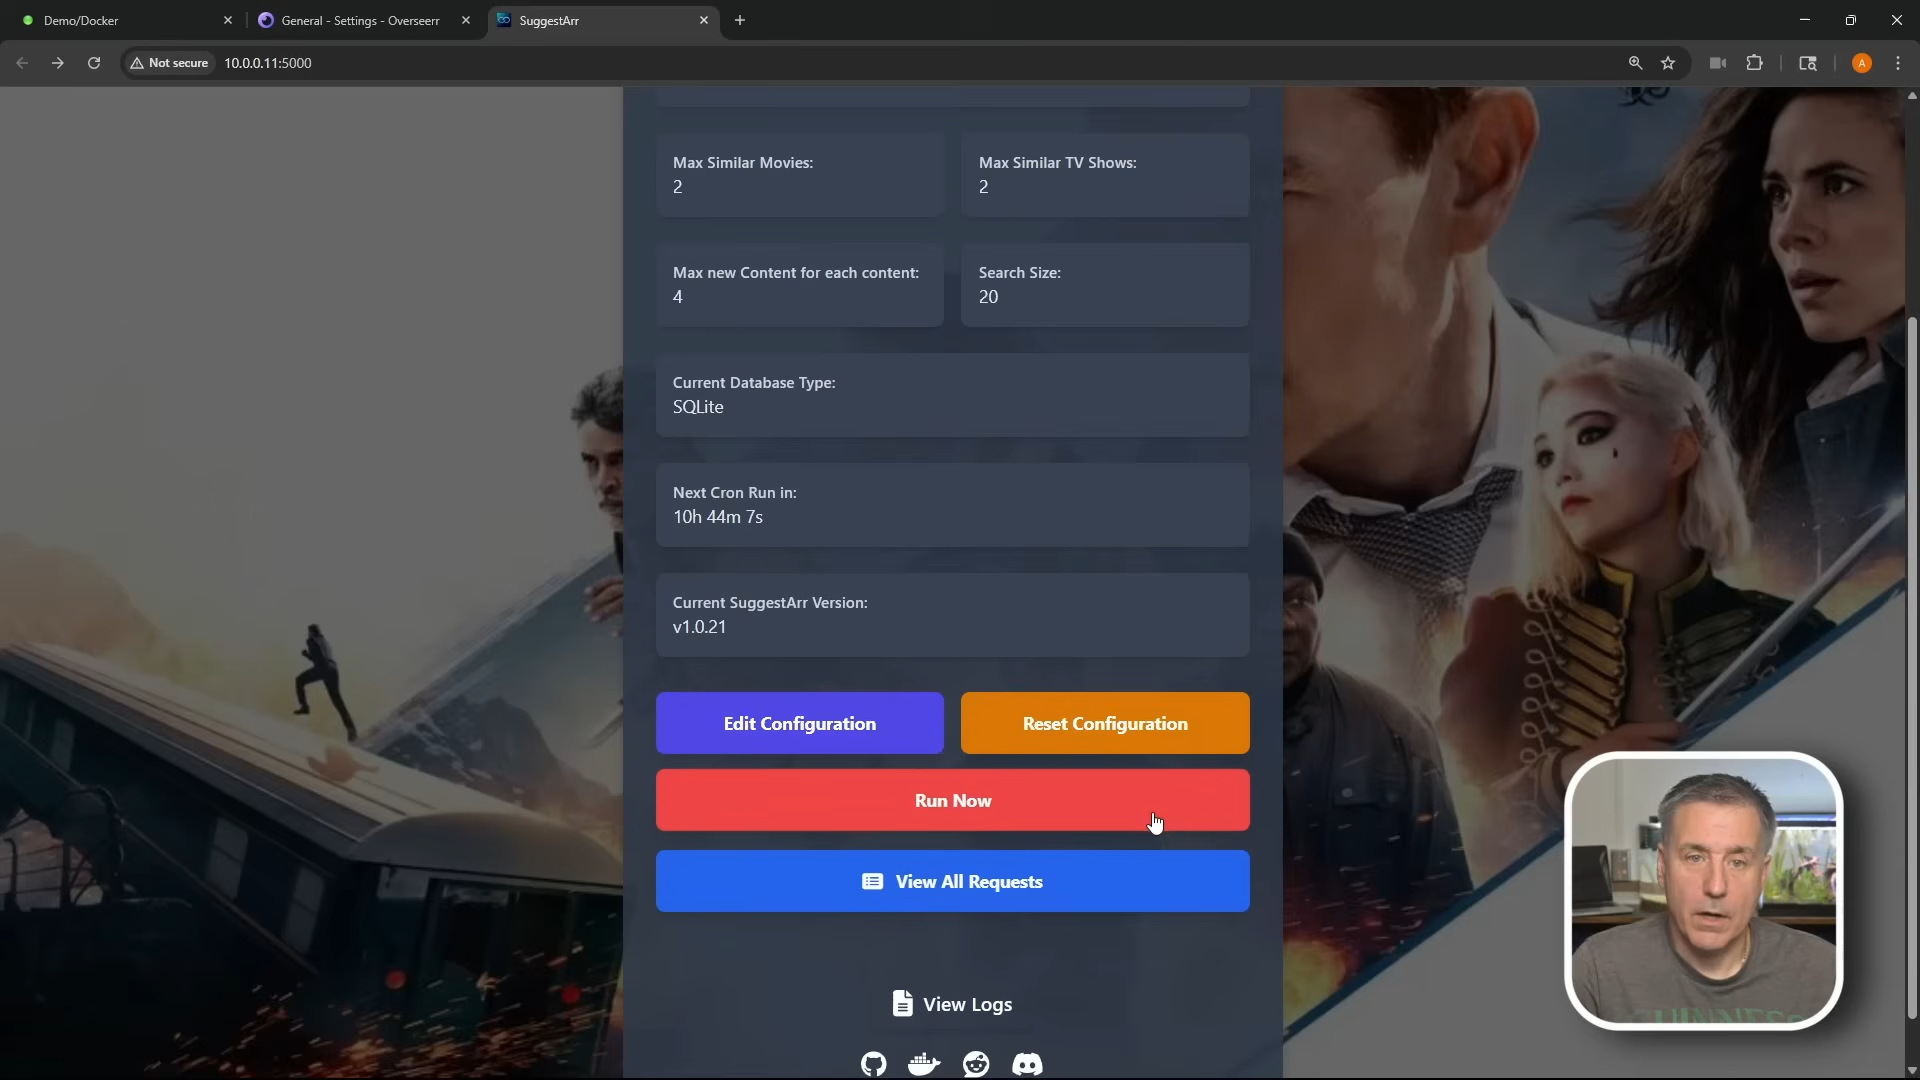 Demo/Docker
General - Settings - Overseerr
SuggestArr
Not secure
10.0.0.11:5000
A
Max Similar Movies:
2
Max Similar TV Shows:
2
Max new Content for each content:
4
Search Size:
20
Current Database Type:
SQLite
Next Cron Run in:
10h 44m 7s
Current SuggestArr Version:
v1.0.21
Edit Configuration
Reset Configuration
Run Now
View All Requests
View Logs